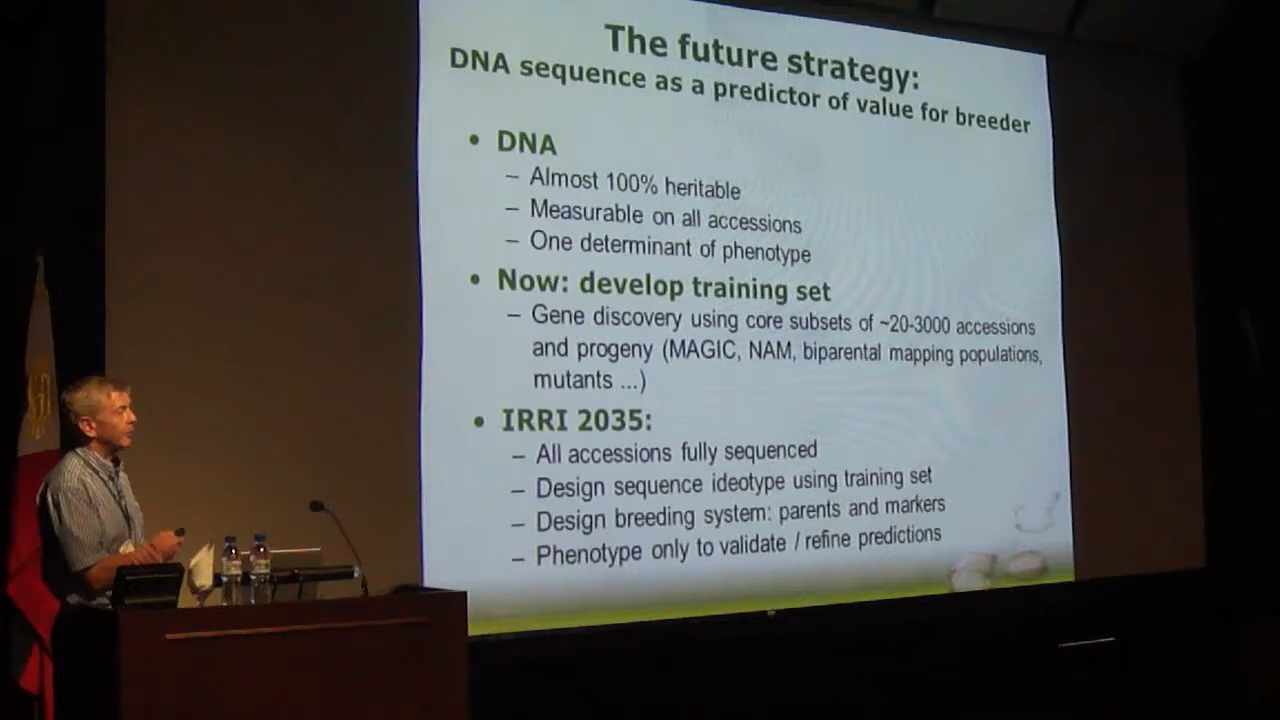 The future strategy:
DNA sequence as a predictor of value for breeder
• DNA
– Almost 100% heritable
– Measurable on all accessions
– One determinant of phenotype
• Now: develop training set
– Gene discovery using core subsets of ~20-3000 accessions
and progeny (MAGIC, NAM, biparental mapping populations,
mutants ...)
• IRRI 2035:
– All accessions fully sequenced
– Design sequence ideotype using training set
– Design breeding system: parents and markers
– Phenotype only to validate / refine predictions